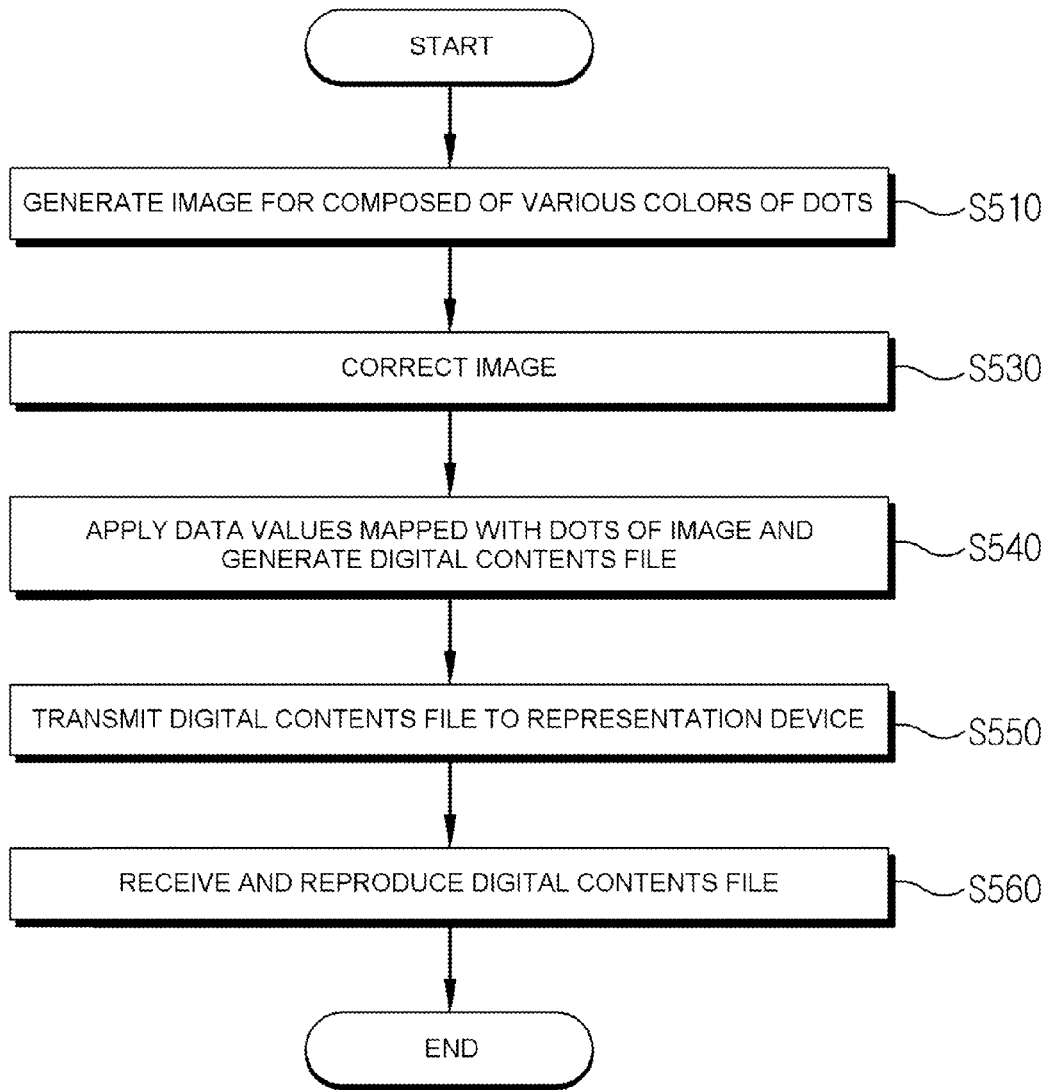 START
GENERATE IMAGE FOR COMPOSED OF VARIOUS COLORS OF DOTS
S510
CORRECT IMAGE
S530
APPLY DATA VALUES MAPPED WITH DOTS OF IMAGE AND
GENERATE DIGITAL CONTENTS FILE
S540
TRANSMIT DIGITAL CONTENTS FILE TO REPRESENTATION DEVICE
S550
RECEIVE AND REPRODUCE DIGITAL CONTENTS FILE
S560
END